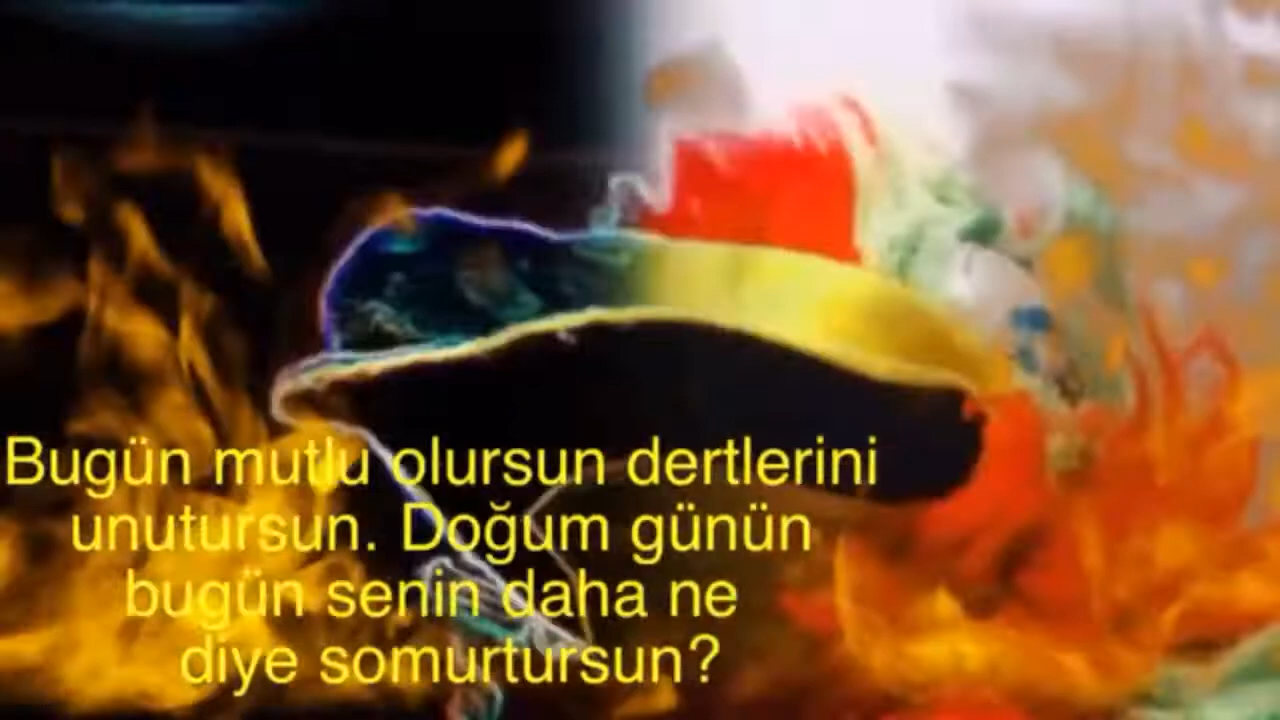 Bugün mutlu olursun dertlerini
unutursun. Doğum günün
bugün senin daha ne
diye somurtursun?